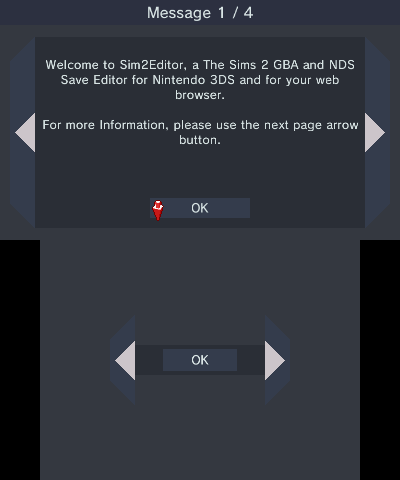 Message 1 / 4
Welcome to Sim2Editor, a The Sims 2 GBA and NDS
Save Editor for Nintendo 3DS and for your web
browser.
For more Information, please use the next page arrow
button.
OK
OK